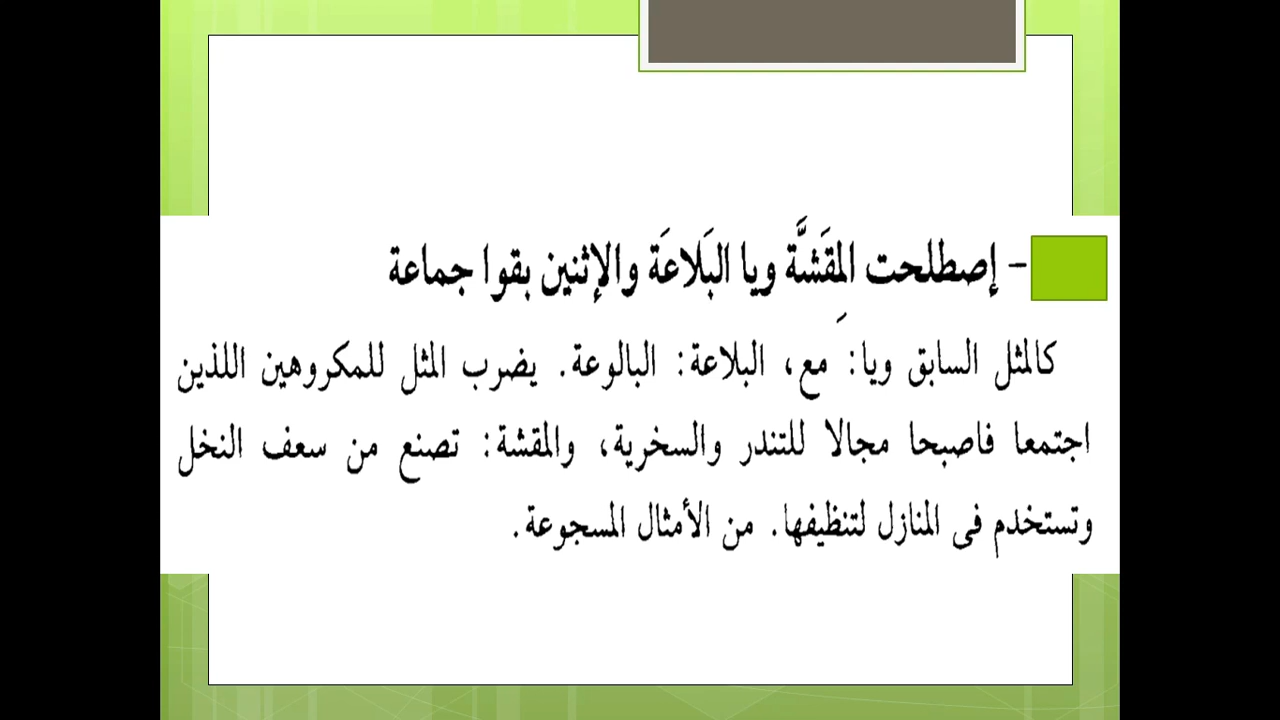 - إصطلحت المقَشَّة ويا البَلاعَة والإثنين بقوا جماعة
كالمثل السابق ويا: مَع، البلاعة: البالوعة. يضرب المثل للمكروهين اللذين
اجتمعا فاصبحا مجالا للتندر والسخرية، والمقشة: تصنع من سعف النخل
وتستخدم فى المنازل لتنظيفها. من الأمثال المسجوعة.